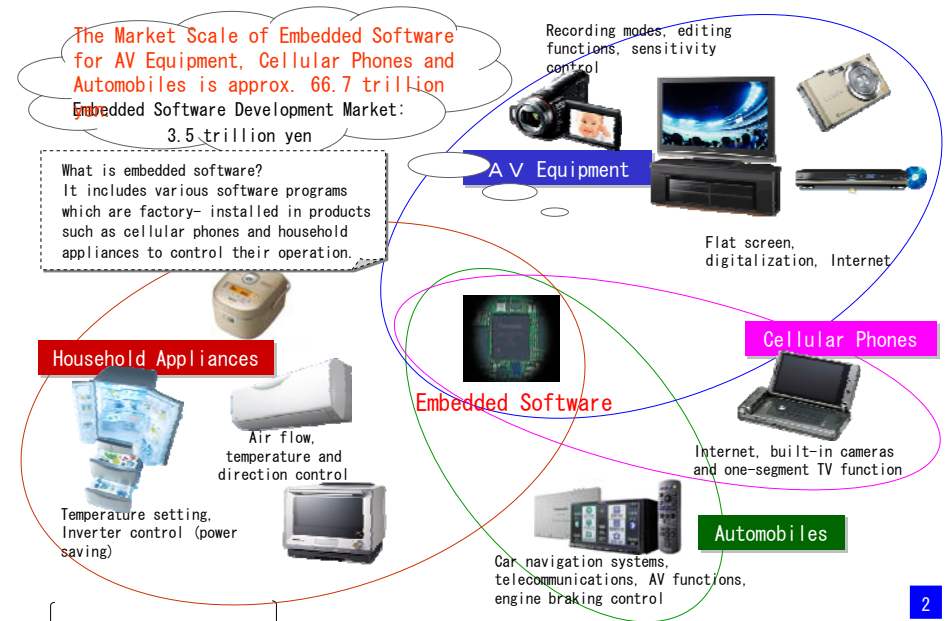 The Market Scale of Embedded Software
for AV Equipment, Cellular Phones and
Automobiles is approx. 66.7 trillion
yen.
Embedded Software Development Market:
3.5 trillion yen
What is embedded software?
It includes various software programs
which are factory- installed in products
such as cellular phones and household
appliances to control their operation.
Recording modes, editing
functions, sensitivity
control
ＡＶ Equipment
Flat screen,
digitalization, Internet
Cellular Phones
Household Appliances
Embedded Software
Air flow,
temperature and
direction control
Internet, built-in cameras
and one-segment TV function
Temperature setting,
Inverter control (power
saving)
Automobiles
Car navigation systems,
telecommunications, AV functions,
engine braking control
2